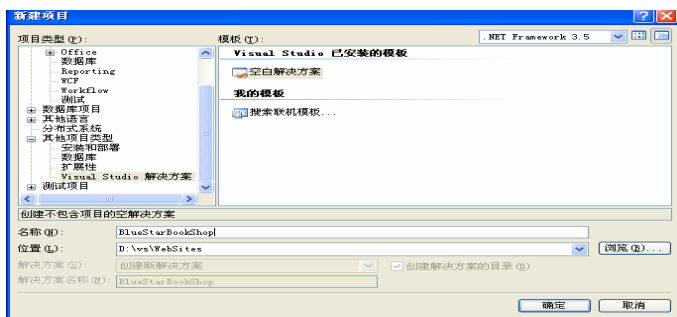 新建项目
项目类型(P):
模板(T):
.NET Framework 3.5
Office
数据库
Reporting
WCF
Workflow
测试
数据库项目
其他语言
分布式系统
其他项目类型
安装和部署
数据库
扩展性
Visual Studio 解决方案
测试项目
Visual Studio 已安装的模板
空白解决方案
我的模板
搜索联机模板...
创建不包含项目的空解决方案
名称(N):
BlueStarBookShop
位置(L):
D:\vs\WebSites
浏览(B)...
解决方案(S):
创建新解决方案
创建解决方案的目录(D)
解决方案名称(M):
BlueStarBookShop
确定
取消